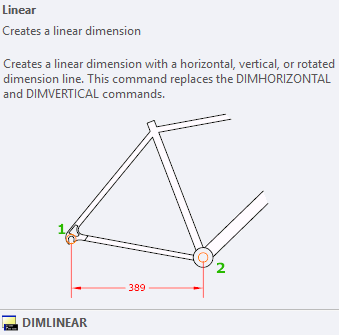 Linear
Creates a linear dimension
Creates a linear dimension with a horizontal, vertical, or rotated
dimension line. This command replaces the DIMHORIZONTAL
and DIMVERTICAL commands.
1
2
389
DIMLINEAR